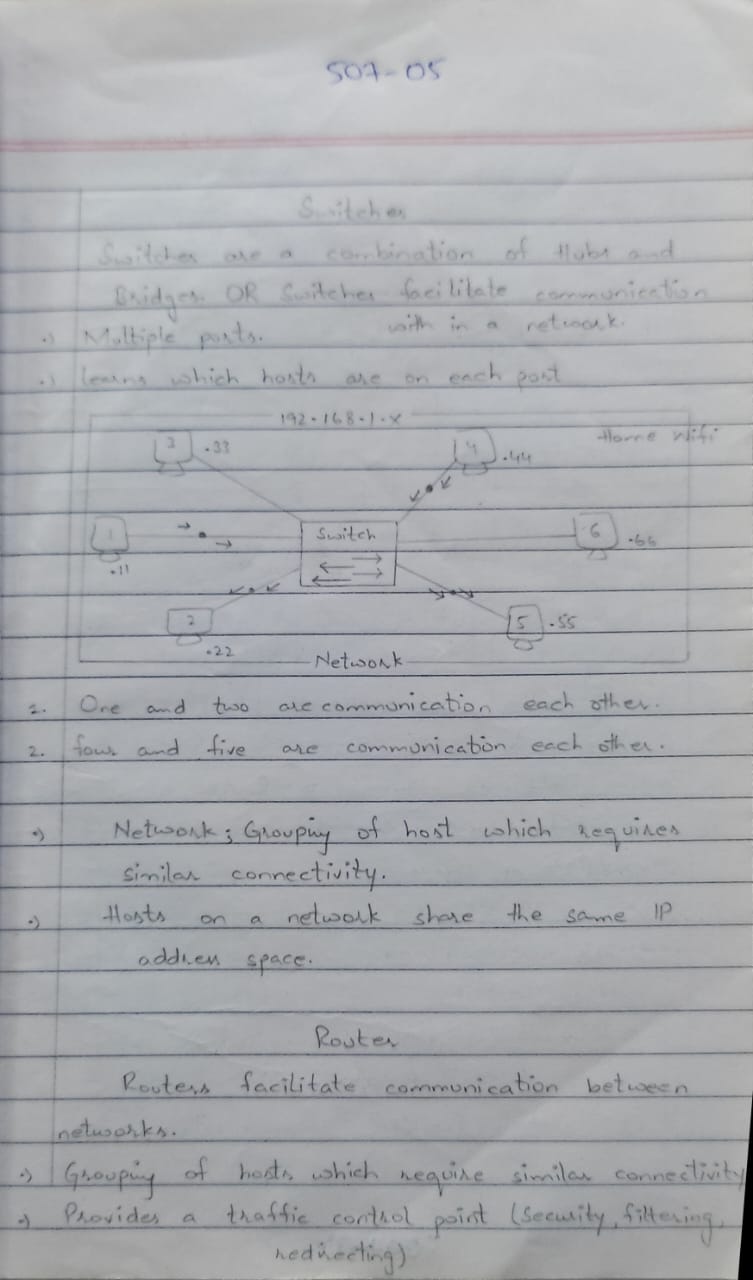 507-05
Switches
Switches are a combination of Hubs and
Bridges. OR Switches facilitate communication
with in a network.
·) Multiple ports.
·) learns which hosts are on each port
192.168.1.x
Home Wifi
3 .33
4 .44
1 .11
Switch
6 .66
2 .22
5 .55
Network
1. One and two are communication each other.
2. four and five are communication each other.
·) Network; Grouping of host which requires
similar connectivity.
·) Hosts on a network share the same IP
address space.
Router
Routers facilitate communication between
networks.
·) Grouping of hosts which require similar connectivity
·) Provides a traffic control point (Security, filtering,
redirecting)